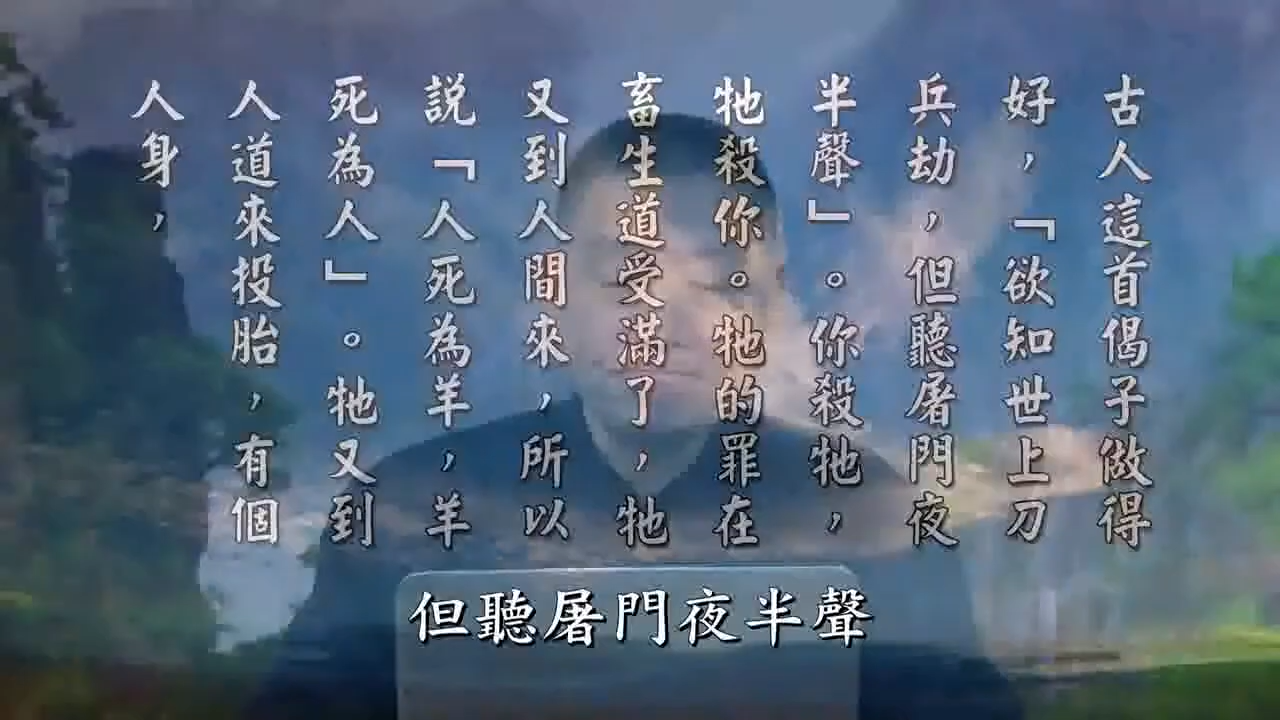 古人這首偈子做得
好，「欲知世上刀
兵劫，但聽屠門夜
半聲」。你殺牠，
牠殺你。牠的罪在
畜生道受滿了，牠
又到人間來，所以
説「人死為羊，羊
死為人」。牠又到
人道來投胎，有個
人身，
但聽屠門夜半聲